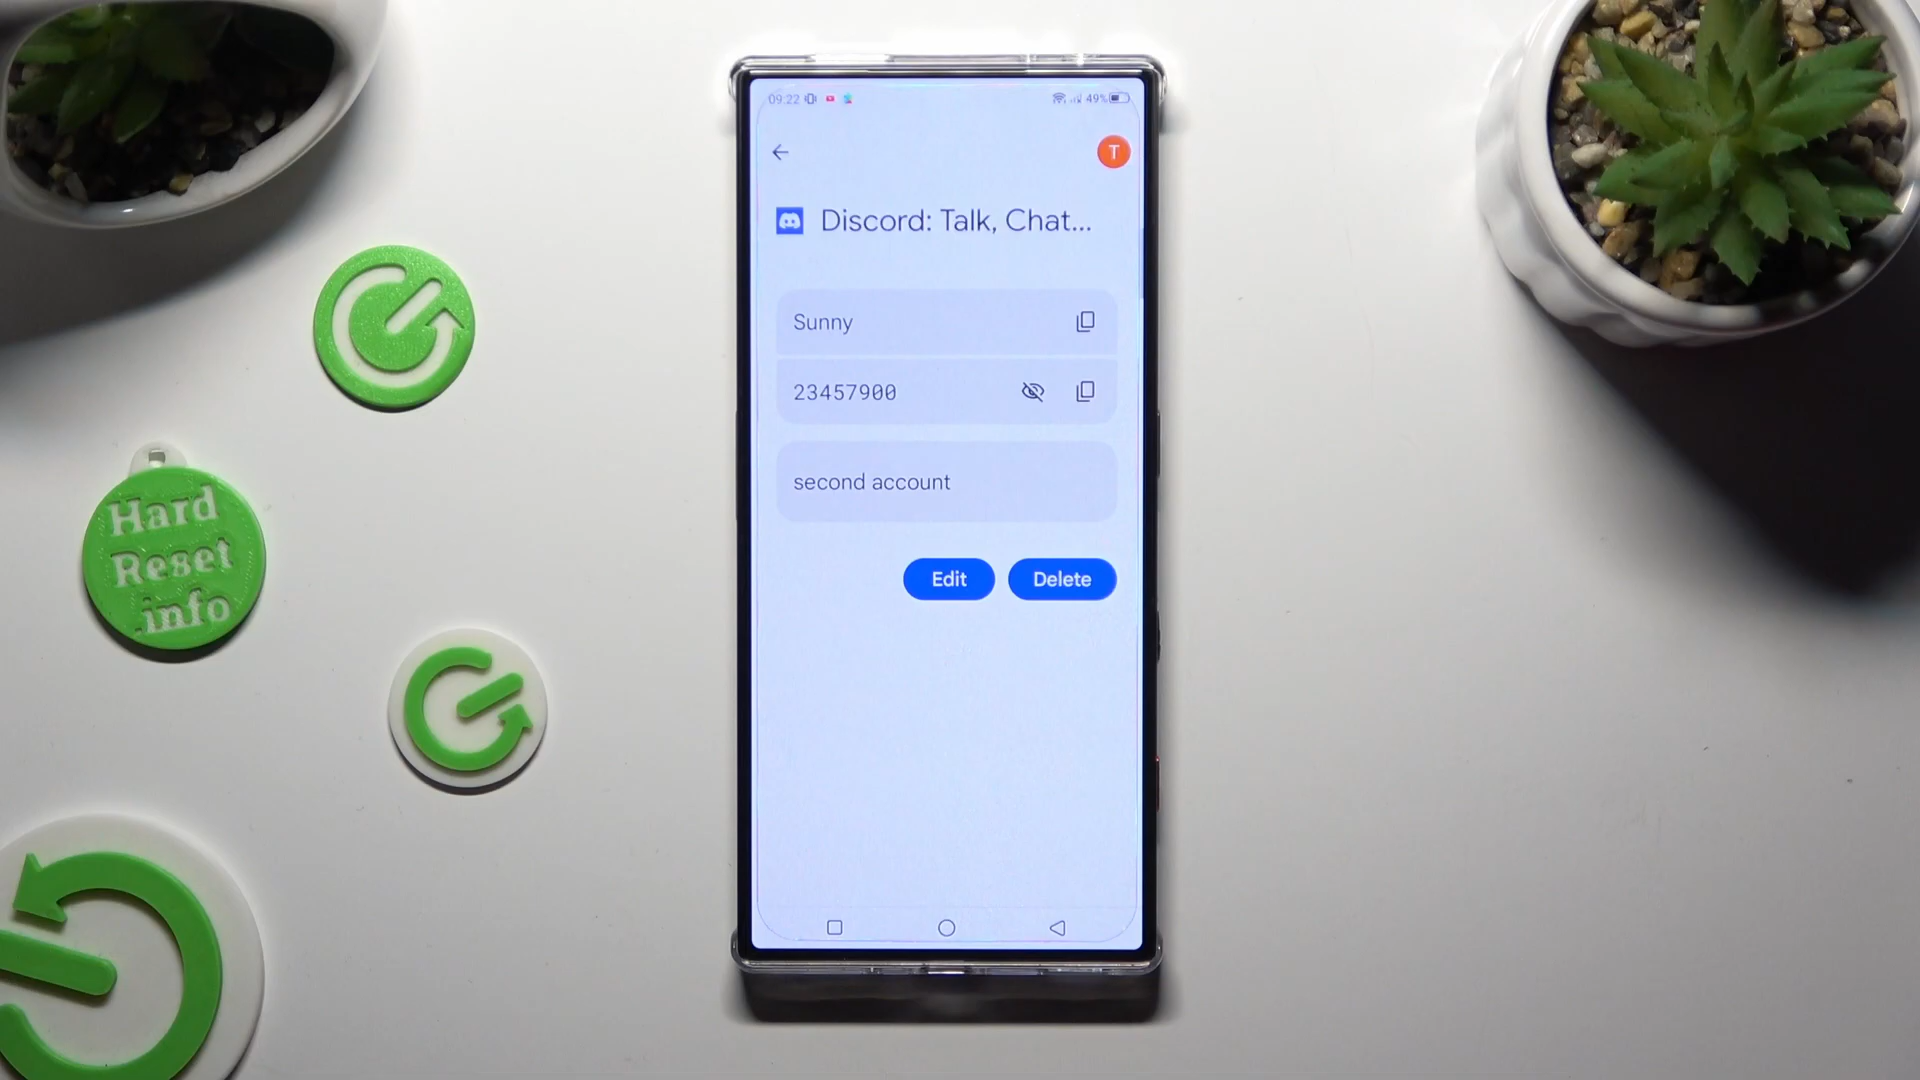 09:22
49%
T
Discord: Talk, Chat...
Sunny
23457900
second account
Edit
Delete
Hard
Reset
.info